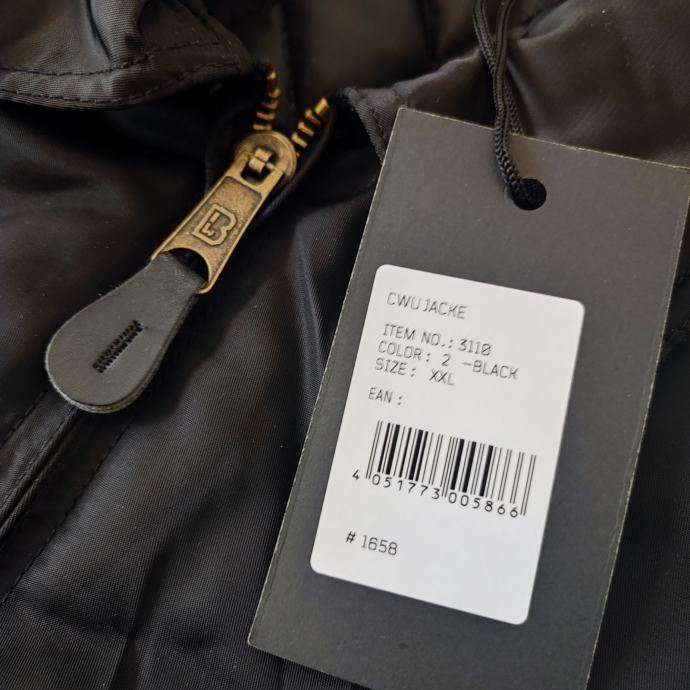 CWU JACKE
ITEM NO.: 3110
COLOR: 2 -BLACK
SIZE: XXL
EAN :
4 051773 005866
# 1658